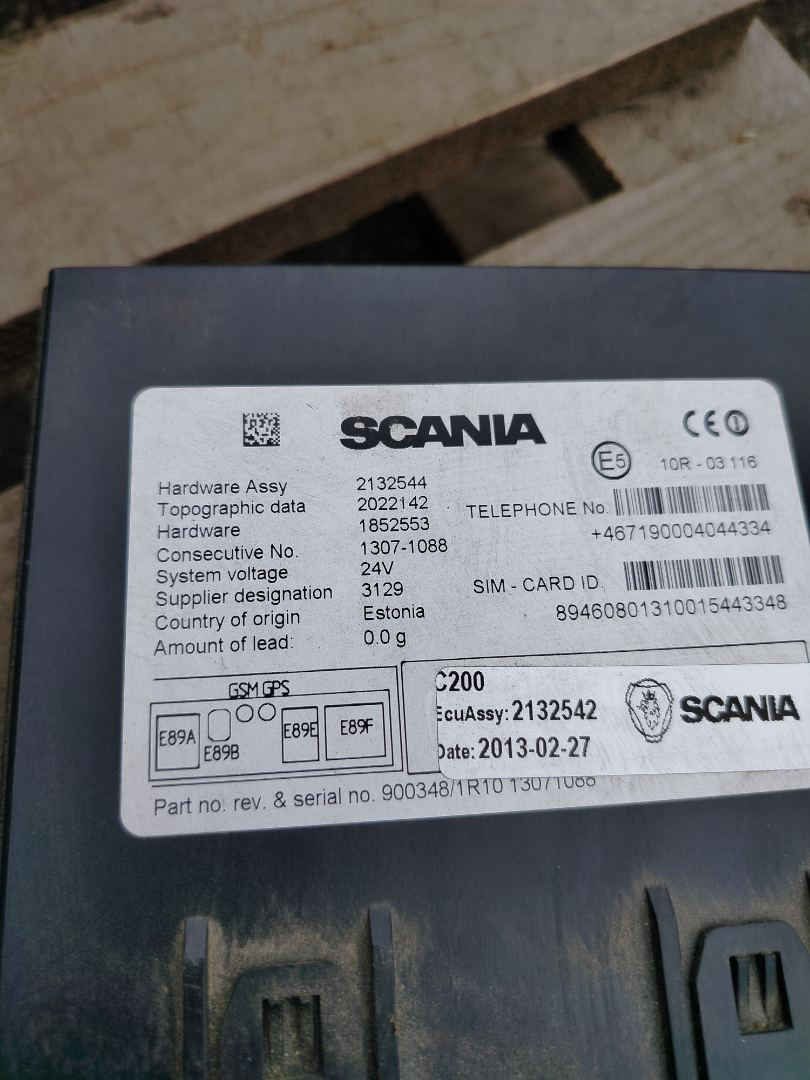 SCANIA
CE
E5
10R - 03 116
Hardware Assy 2132544
Topographic data 2022142
Hardware 1852553
Consecutive No. 1307-1088
System voltage 24V
Supplier designation 3129
Country of origin Estonia
Amount of lead: 0.0 g
TELEPHONE No.
+467190004044334
SIM - CARD ID.
89460801310015443348
GSM GPS
E89A
E89B
E89E
E89F
C200
EcuAssy: 2132542
Date: 2013-02-27
SCANIA
Part no. rev. & serial no. 900348/1R10 13071088